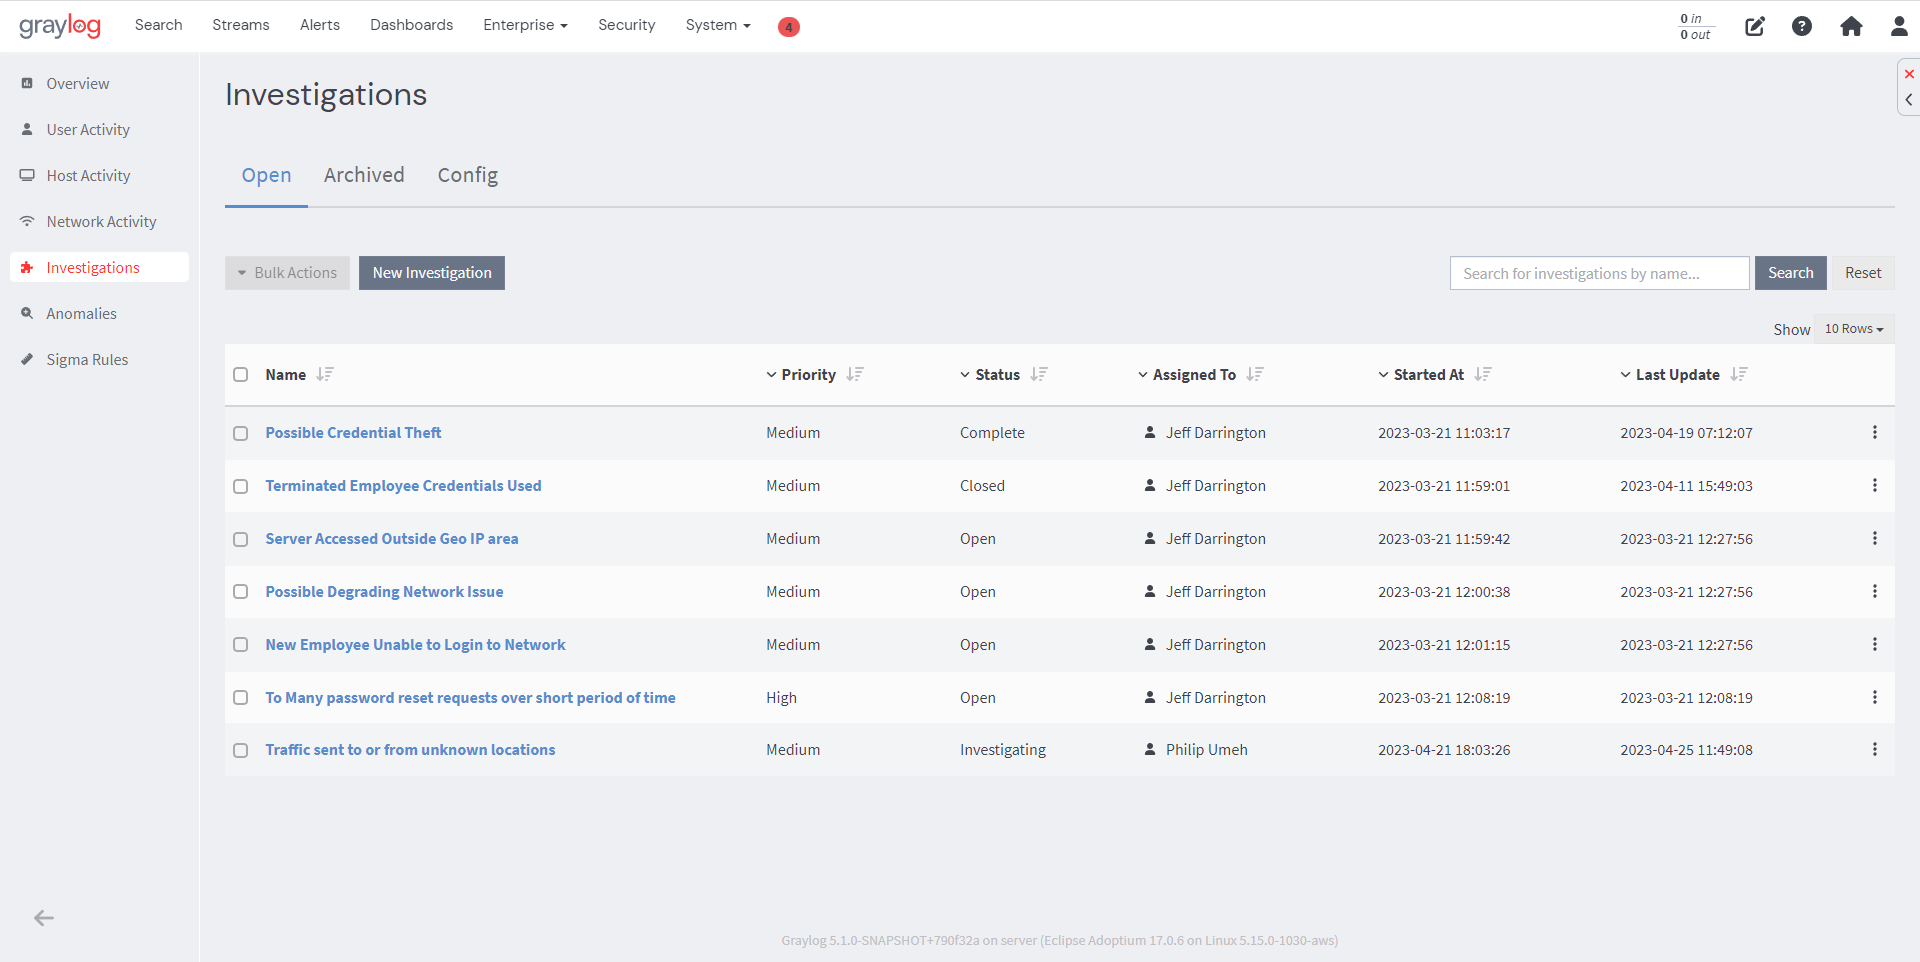 graylog Search Streams Alerts Dashboards Enterprise Security System 4 0 in
0 out
Overview
User Activity
Host Activity
Network Activity
Investigations
Anomalies
Sigma Rules
Investigations
Open Archived Config
Bulk Actions New Investigation Search for investigations by name... Search Reset
Show 10 Rows
Name Priority Status Assigned To Started At Last Update
Possible Credential Theft Medium Complete Jeff Darrington 2023-03-21 11:03:17 2023-04-19 07:12:07
Terminated Employee Credentials Used Medium Closed Jeff Darrington 2023-03-21 11:59:01 2023-04-11 15:49:03
Server Accessed Outside Geo IP area Medium Open Jeff Darrington 2023-03-21 11:59:42 2023-03-21 12:27:56
Possible Degrading Network Issue Medium Open Jeff Darrington 2023-03-21 12:00:38 2023-03-21 12:27:56
New Employee Unable to Login to Network Medium Open Jeff Darrington 2023-03-21 12:01:15 2023-03-21 12:27:56
To Many password reset requests over short period of time High Open Jeff Darrington 2023-03-21 12:08:19 2023-03-21 12:08:19
Traffic sent to or from unknown locations Medium Investigating Philip Umeh 2023-04-21 18:03:26 2023-04-25 11:49:08
Graylog 5.1.0-SNAPSHOT+790f32a on server (Eclipse Adoptium 17.0.6 on Linux 5.15.0-1030-aws)